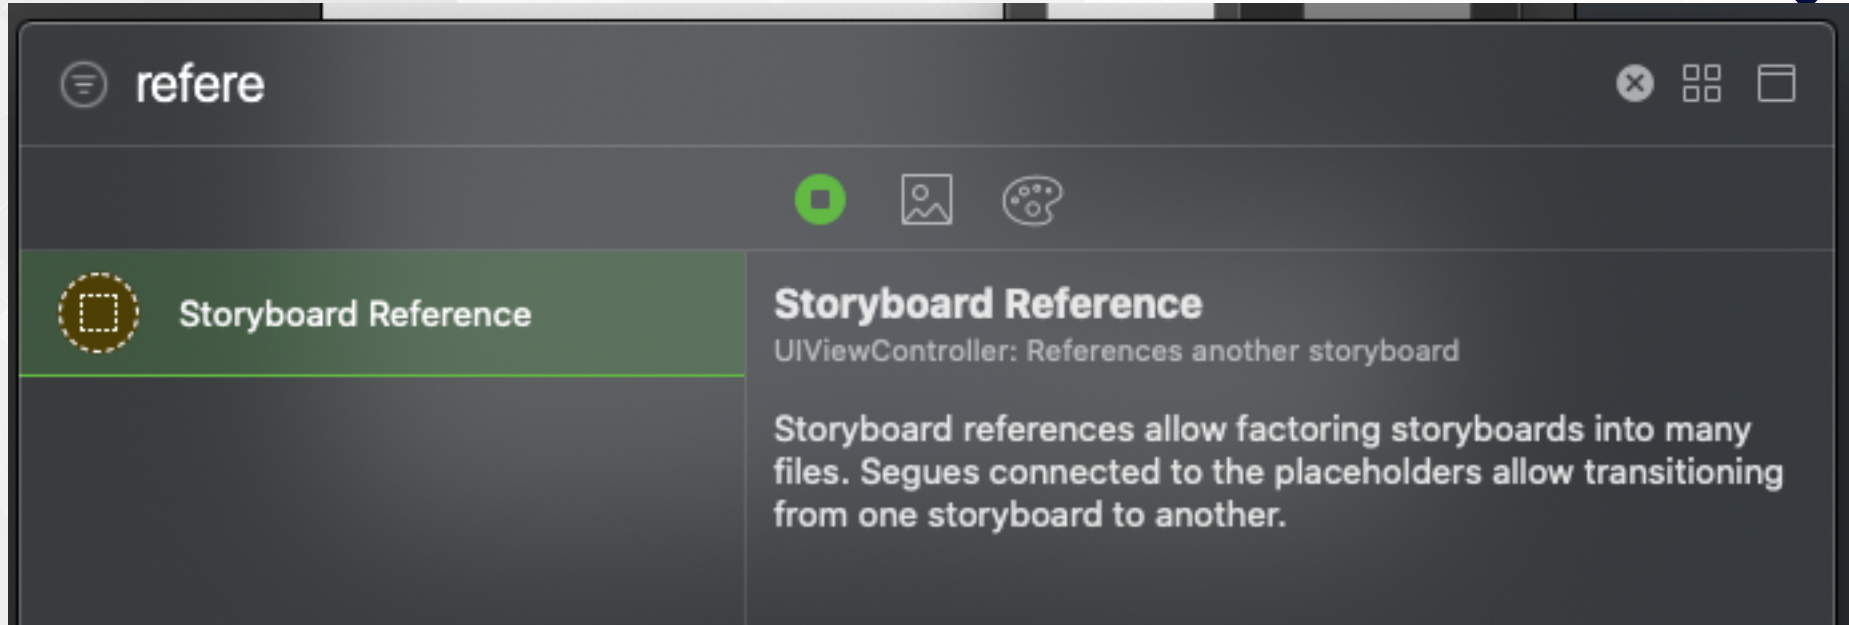 refere
Storyboard Reference
Storyboard Reference
UIViewController: References another storyboard
Storyboard references allow factoring storyboards into many
files. Segues connected to the placeholders allow transitioning
from one storyboard to another.